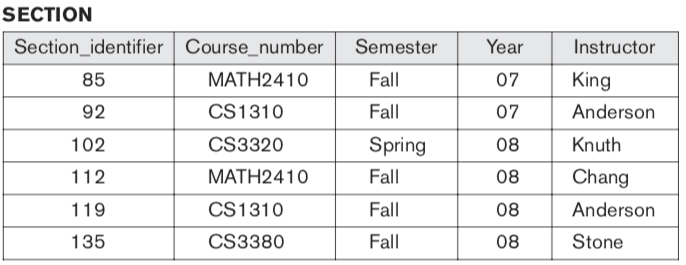 SECTION
Section_identifier Course_number Semester Year Instructor
85 MATH2410 Fall 07 King
92 CS1310 Fall 07 Anderson
102 CS3320 Spring 08 Knuth
112 MATH2410 Fall 08 Chang
119 CS1310 Fall 08 Anderson
135 CS3380 Fall 08 Stone